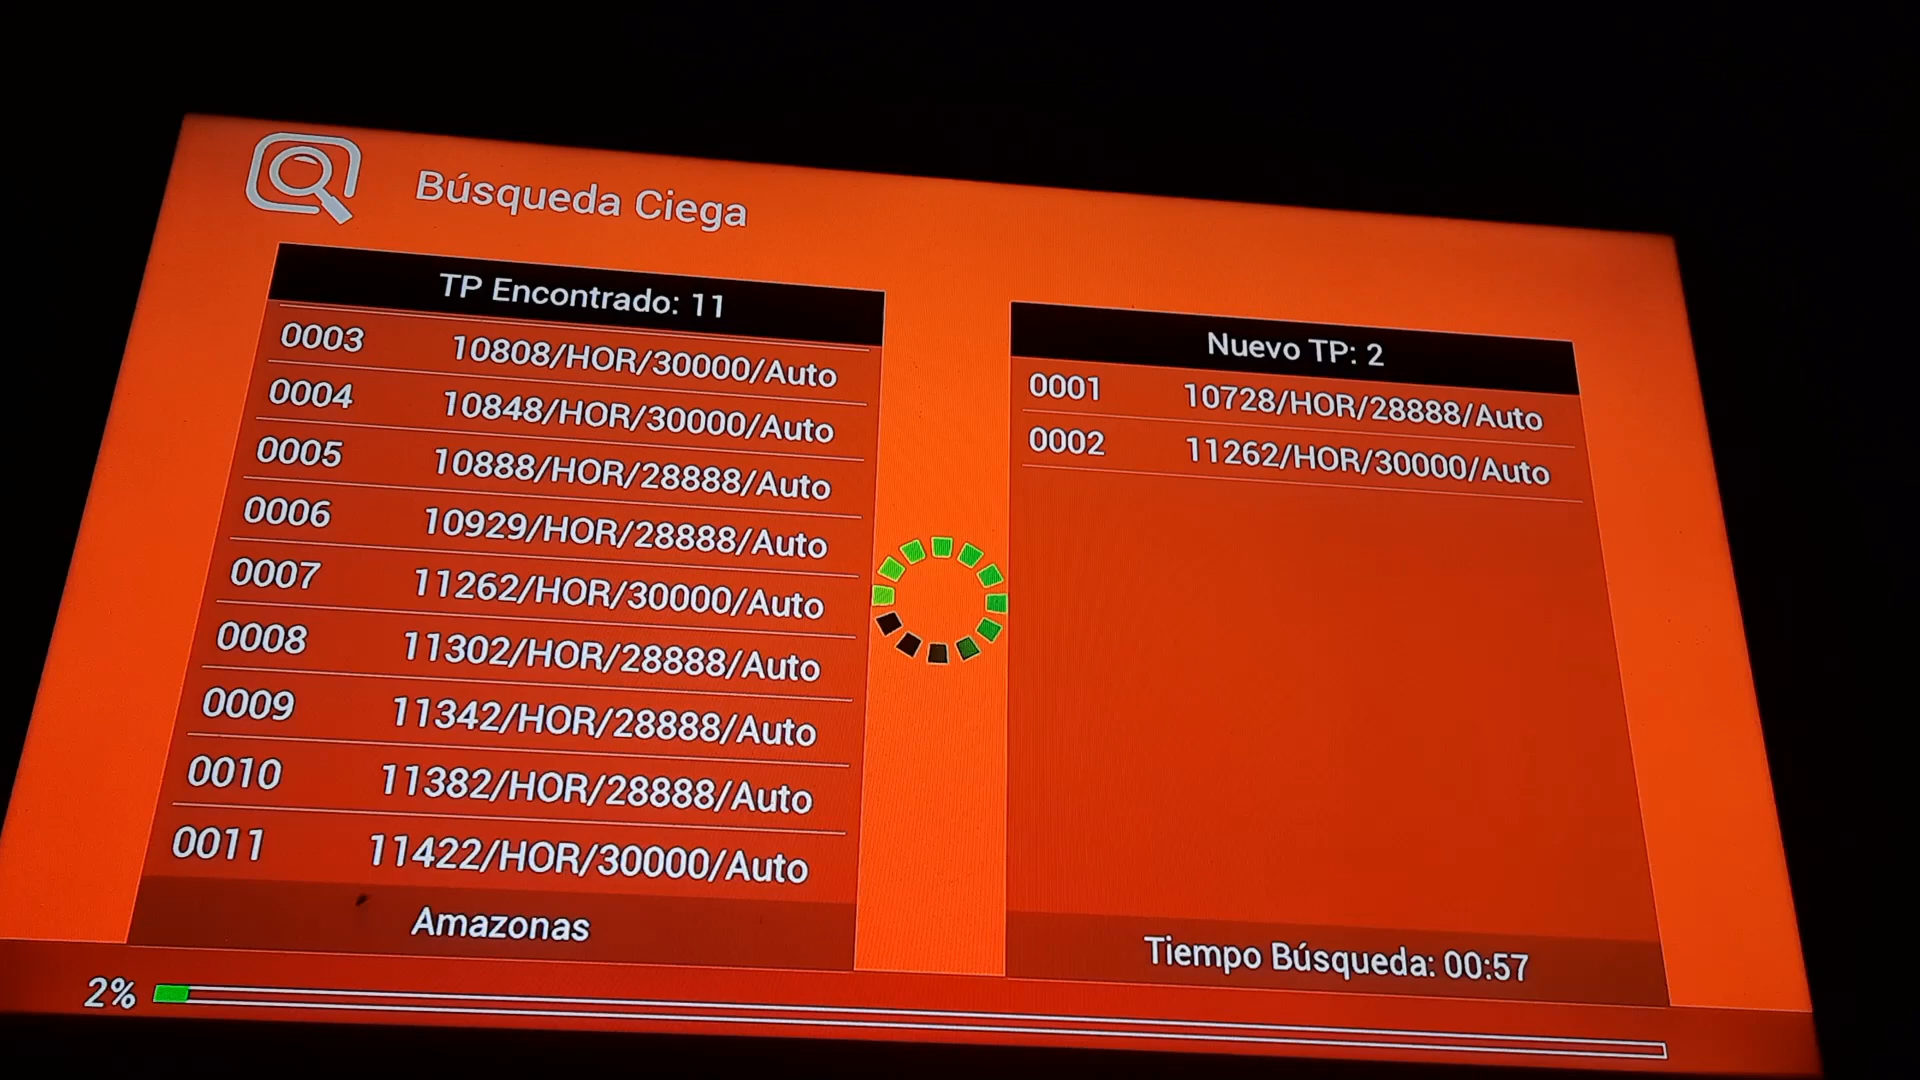 Búsqueda Ciega
TP Encontrado: 11
0003 10808/HOR/30000/Auto
0004 10848/HOR/30000/Auto
0005 10888/HOR/28888/Auto
0006 10929/HOR/28888/Auto
0007 11262/HOR/30000/Auto
0008 11302/HOR/28888/Auto
0009 11342/HOR/28888/Auto
0010 11382/HOR/28888/Auto
0011 11422/HOR/30000/Auto
Amazonas
Nuevo TP: 2
0001 10728/HOR/28888/Auto
0002 11262/HOR/30000/Auto
Tiempo Búsqueda: 00:57
2%